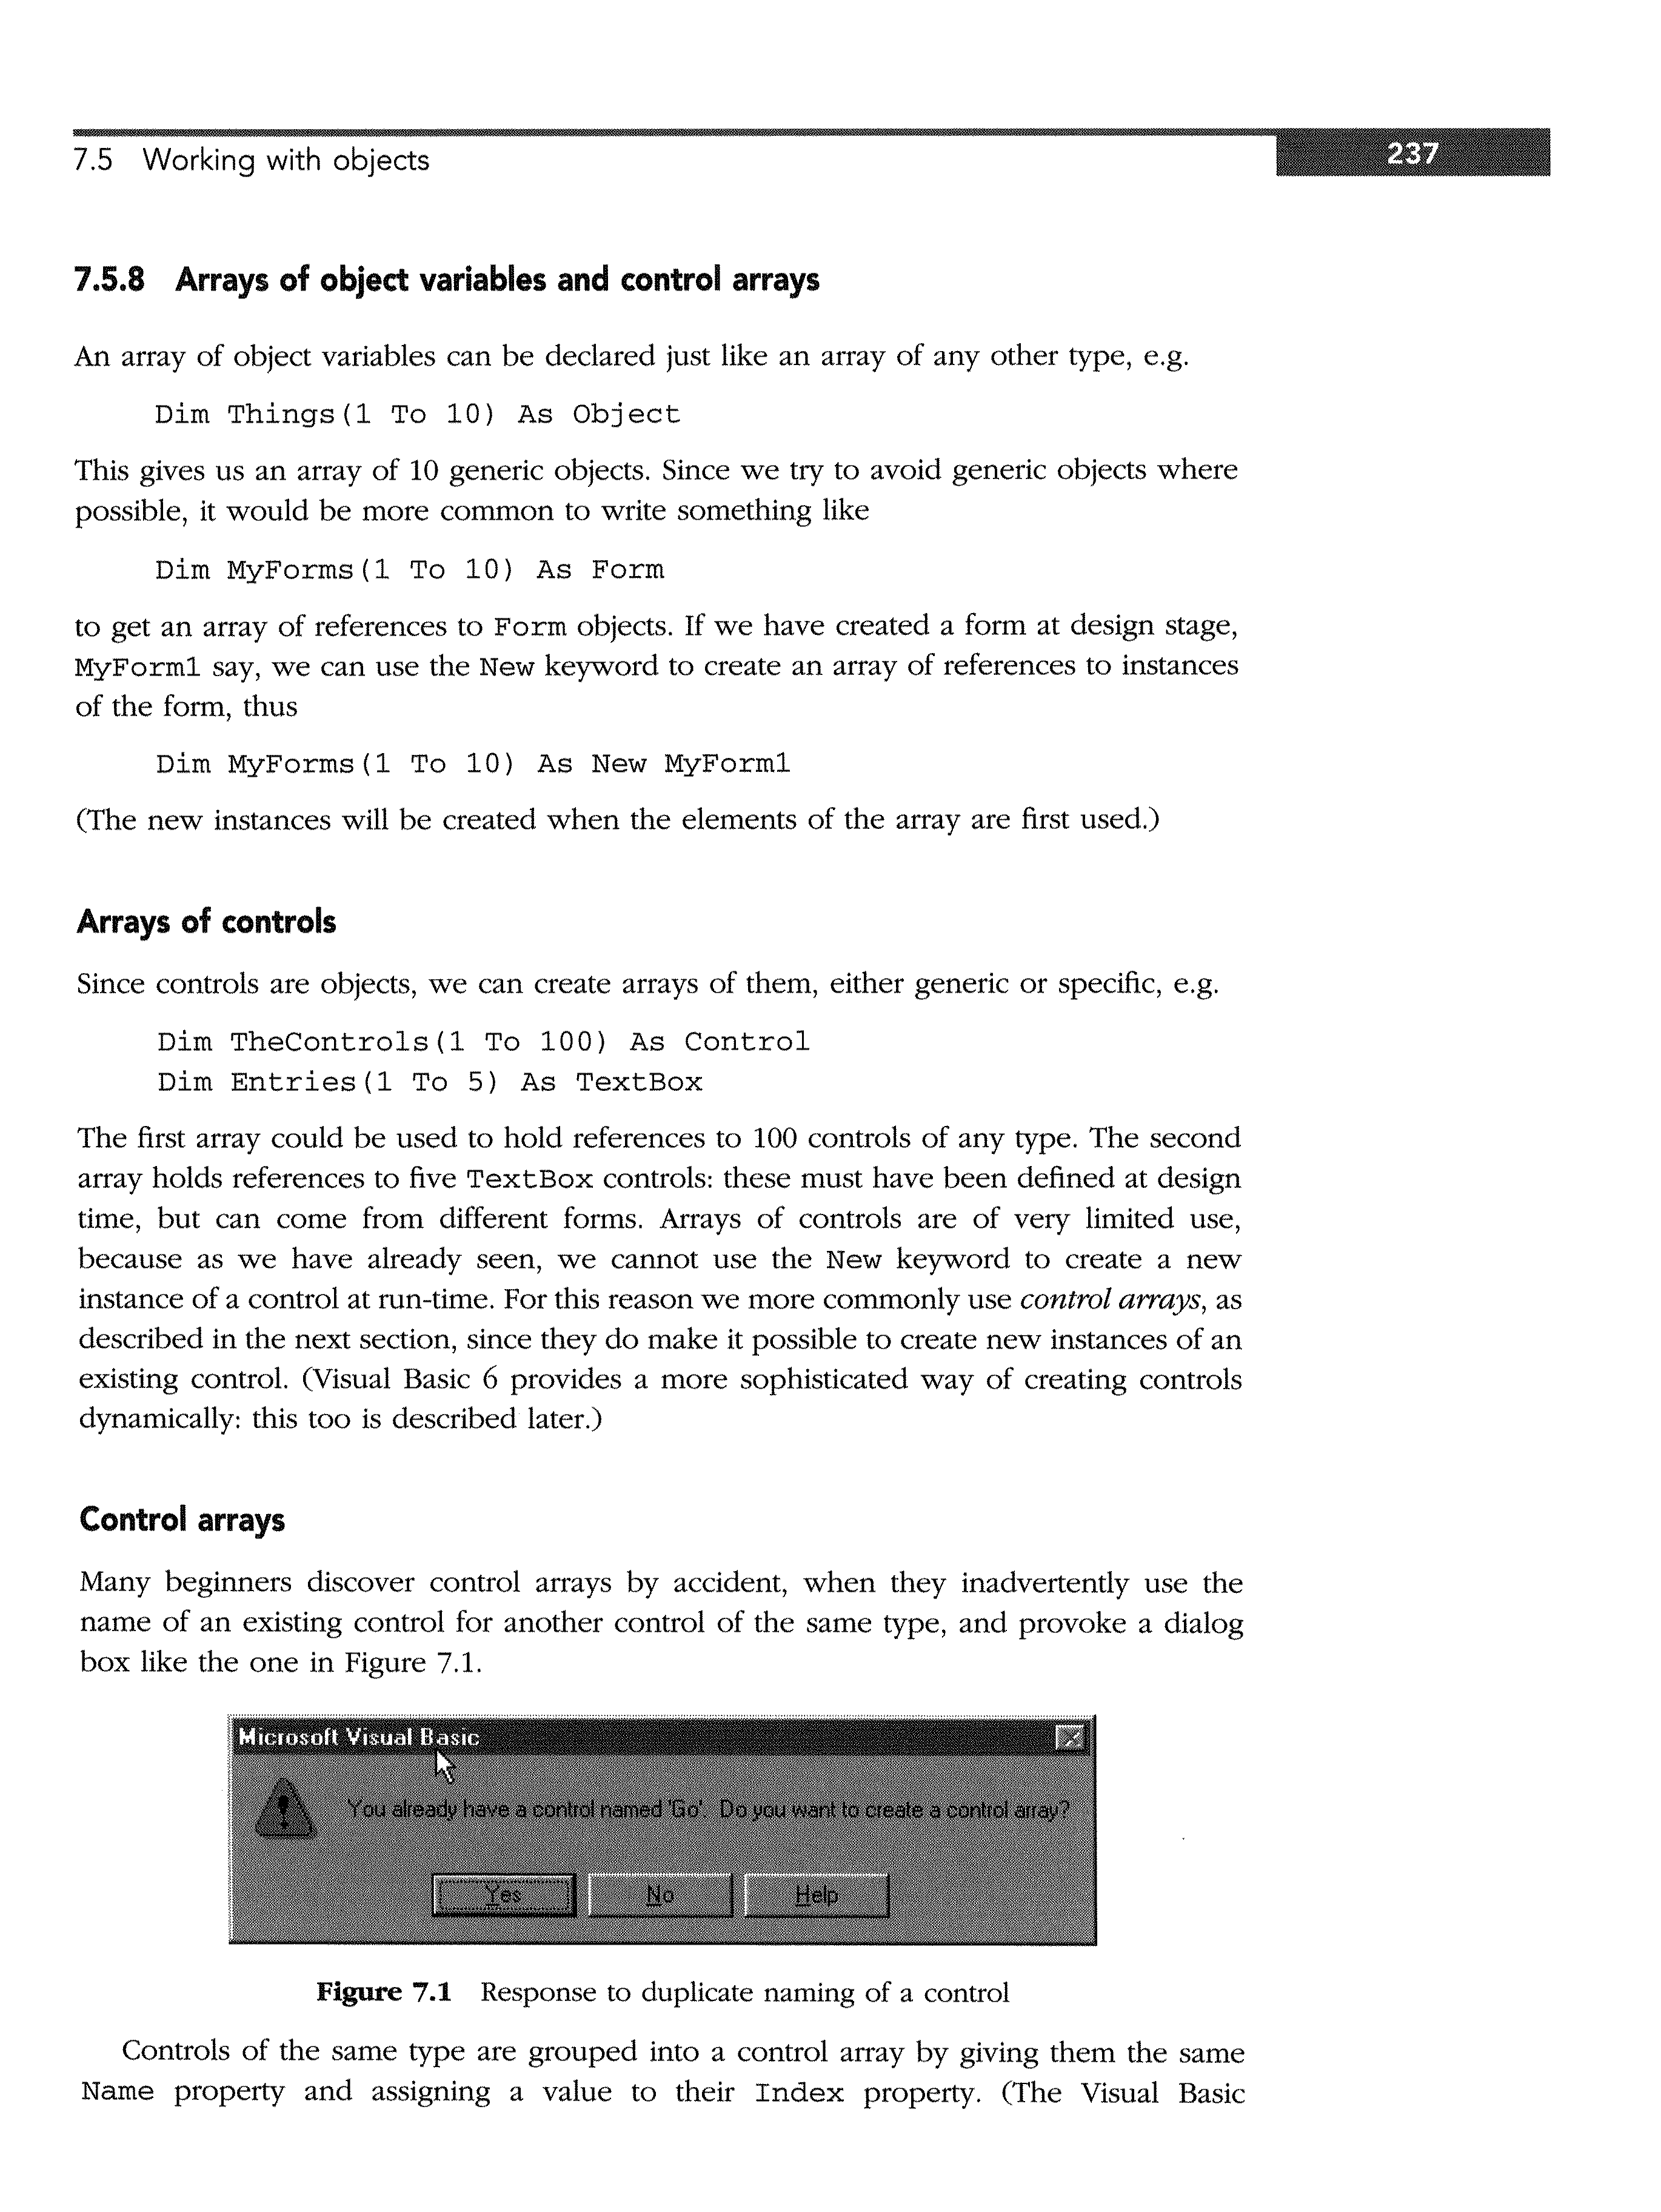 7.5 Working with objects
237
7.5.8 Arrays of object variables and control arrays
An array of object variables can be declared just like an array of any other type, e.g.
Dim Things(1 To 10) As Object
This gives us an array of 10 generic objects. Since we try to avoid generic objects where
possible, it would be more common to write something like
Dim MyForms(1 To 10) As Form
to get an array of references to Form objects. If we have created a form at design stage,
MyForm1 say, we can use the New keyword to create an array of references to instances
of the form, thus
Dim MyForms(1 To 10) As New MyForm1
(The new instances will be created when the elements of the array are first used.)
Arrays of controls
Since controls are objects, we can create arrays of them, either generic or specific, e.g.
Dim TheControls(1 To 100) As Control
Dim Entries(1 To 5) As TextBox
The first array could be used to hold references to 100 controls of any type. The second
array holds references to five TextBox controls: these must have been defined at design
time, but can come from different forms. Arrays of controls are of very limited use,
because as we have already seen, we cannot use the New keyword to create a new
instance of a control at run-time. For this reason we more commonly use control arrays, as
described in the next section, since they do make it possible to create new instances of an
existing control. (Visual Basic 6 provides a more sophisticated way of creating controls
dynamically: this too is described later.)
Control arrays
Many beginners discover control arrays by accident, when they inadvertently use the
name of an existing control for another control of the same type, and provoke a dialog
box like the one in Figure 7.1.
Microsoft Visual Basic
You already have a control named 'Go'. Do you want to create a control array?
Yes No Help
Figure 7.1 Response to duplicate naming of a control
Controls of the same type are grouped into a control array by giving them the same
Name property and assigning a value to their Index property. (The Visual Basic